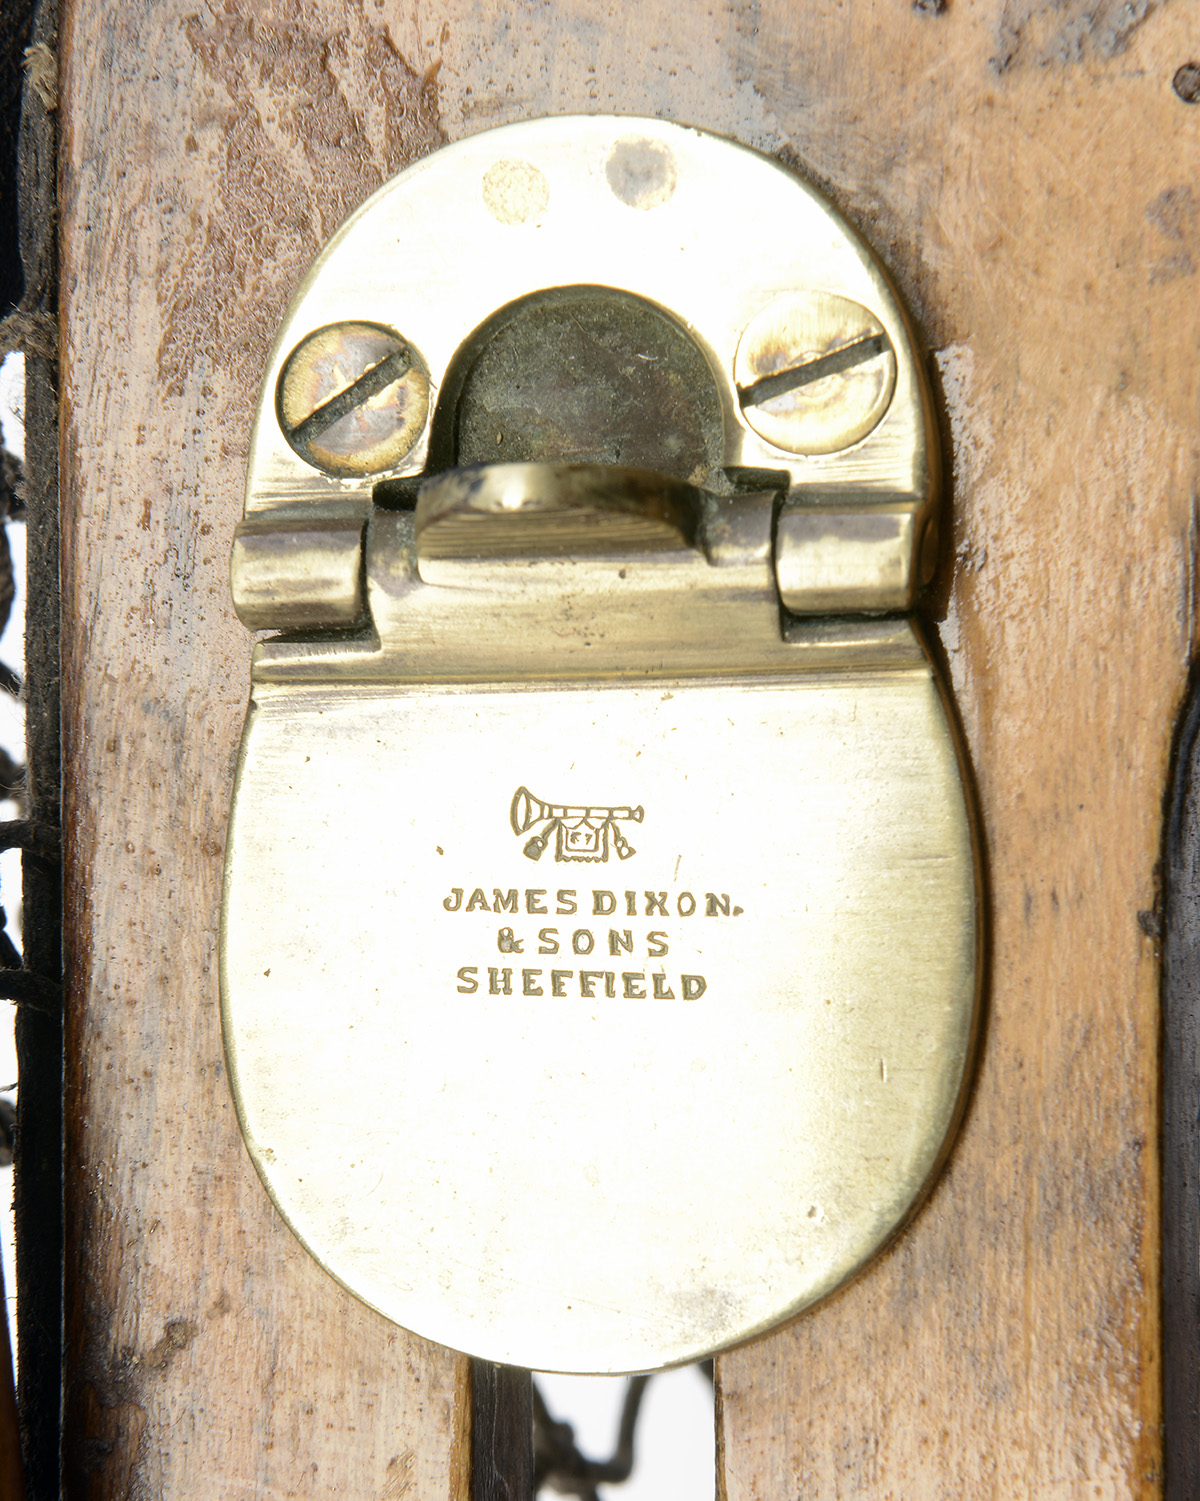 JAMES DIXON.
& SONS
SHEFFIELD